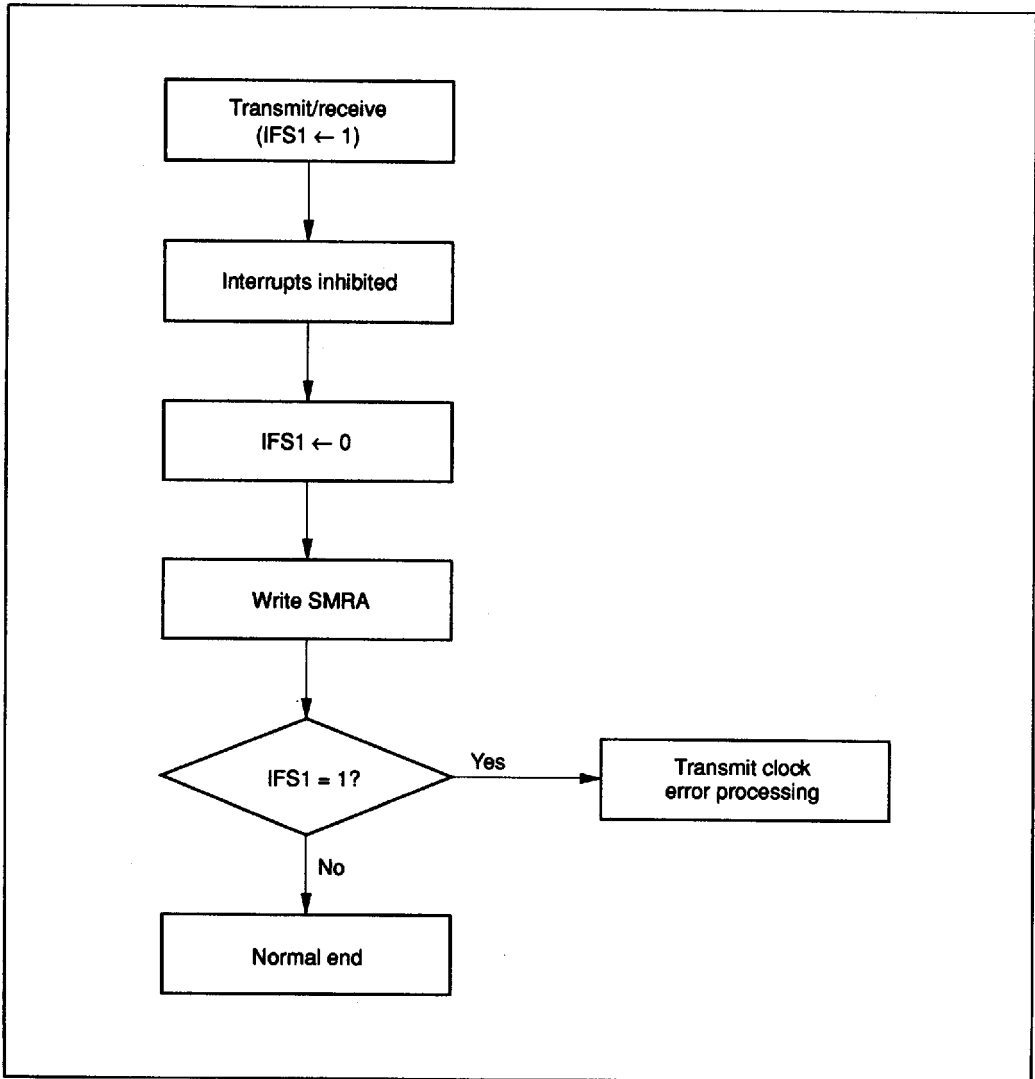 Transmit/receive
(IFS1 ← 1)
Interrupts inhibited
IFS1 ← 0
Write SMRA
IFS1 = 1?
Yes
Transmit clock
error processing
No
Normal end